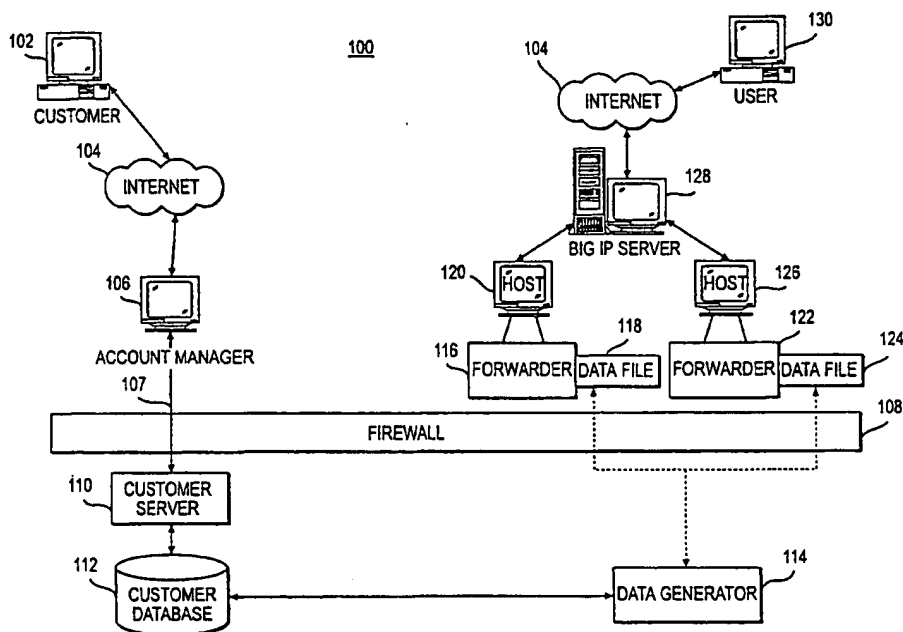 102
CUSTOMER
100
130
USER
104
INTERNET
104
INTERNET
128
BIG IP SERVER
106
ACCOUNT MANAGER
107
120
HOST
HOST
126
116
FORWARDER
118
DATA FILE
122
FORWARDER
124
DATA FILE
FIREWALL
108
110
CUSTOMER
SERVER
112
CUSTOMER
DATABASE
DATA GENERATOR
114